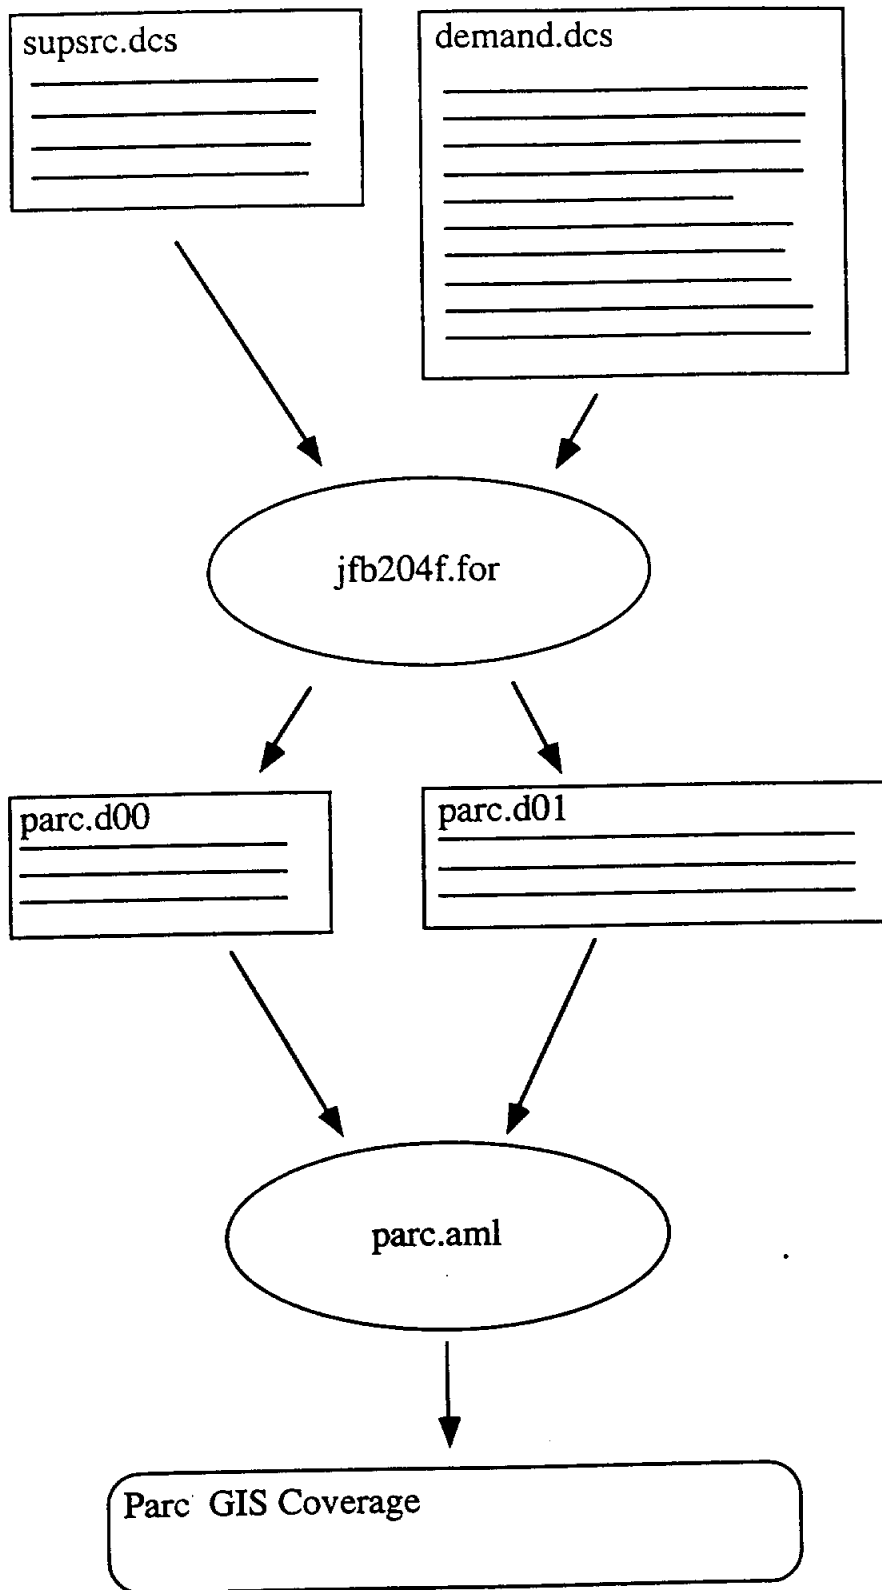 supsrc.dcs
demand.dcs
jfb204f.for
parc.d00
parc.d01
parc.aml
Parc GIS Coverage